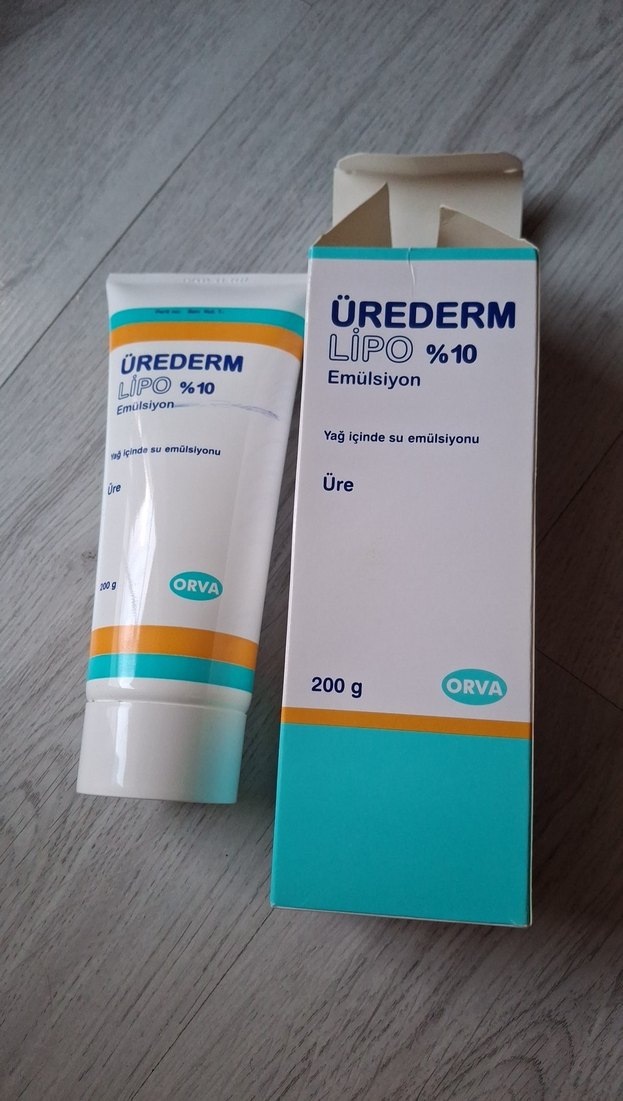 ÜREDERM
LİPO %10
Emülsiyon
Yağ içinde su emülsiyonu
Üre
200 g
ORVA
ÜREDERM
LİPO %10
Emülsiyon
Yağ içinde su emülsiyonu
Üre
200 g
ORVA